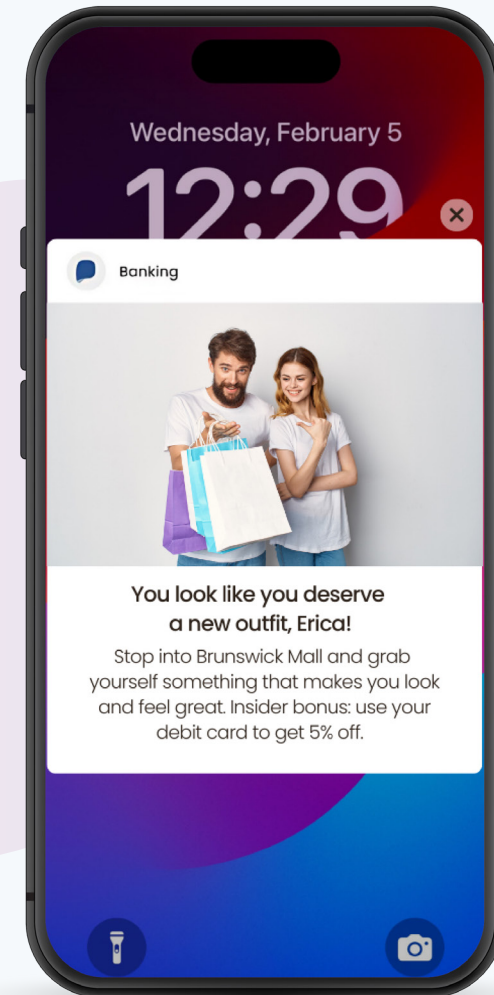 Wednesday, February 5
12:29
Banking
You look like you deserve
a new outfit, Erica!
Stop into Brunswick Mall and grab
yourself something that makes you look
and feel great. Insider bonus: use your
debit card to get 5% off.